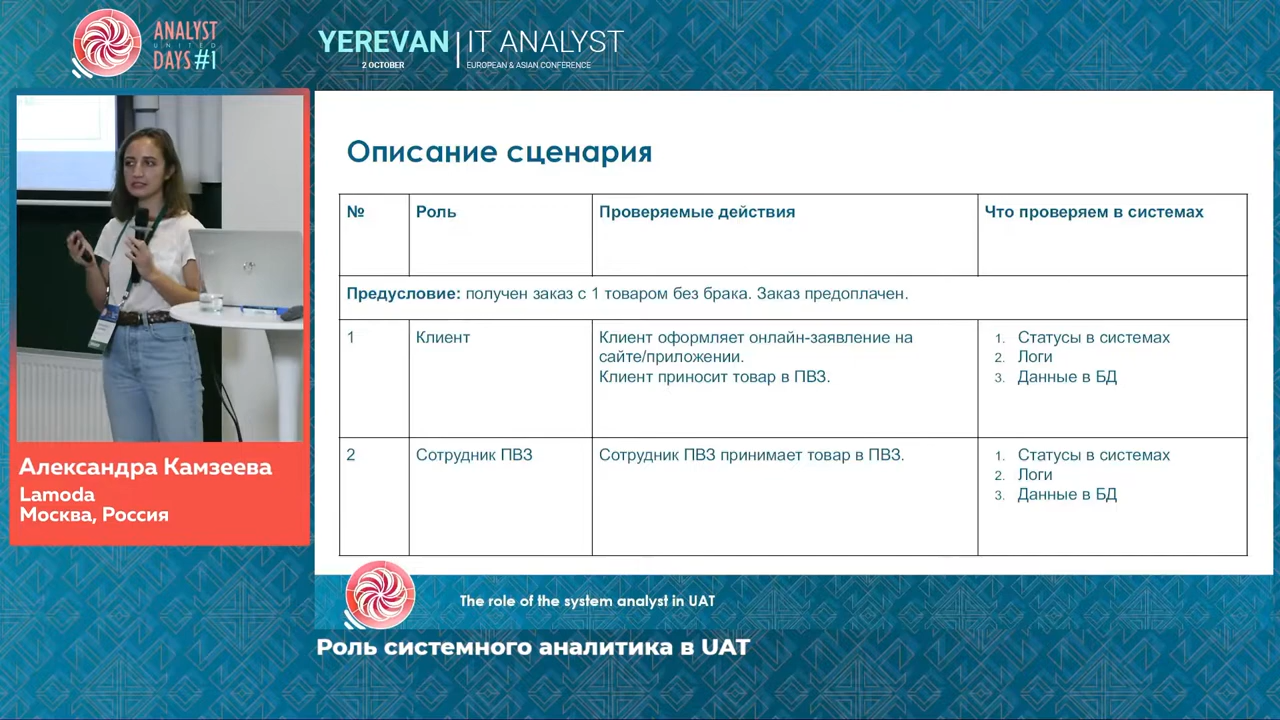 ANALYST
UNITED
DAYS #1
YEREVAN
2 OCTOBER
IT ANALYST
EUROPEAN & ASIAN CONFERENCE
Описание сценария
№ Роль Проверяемые действия Что проверяем в системах
Предусловие: получен заказ с 1 товаром без брака. Заказ предоплачен.
1 Клиент Клиент оформляет онлайн-заявление на
сайте/приложении.
Клиент приносит товар в ПВЗ.
1. Статусы в системах
2. Логи
3. Данные в БД
2 Сотрудник ПВЗ Сотрудник ПВЗ принимает товар в ПВЗ.
1. Статусы в системах
2. Логи
3. Данные в БД
Александра Камзеева
Lamoda
Москва, Россия
The role of the system analyst in UAT
Роль системного аналитика в UAT